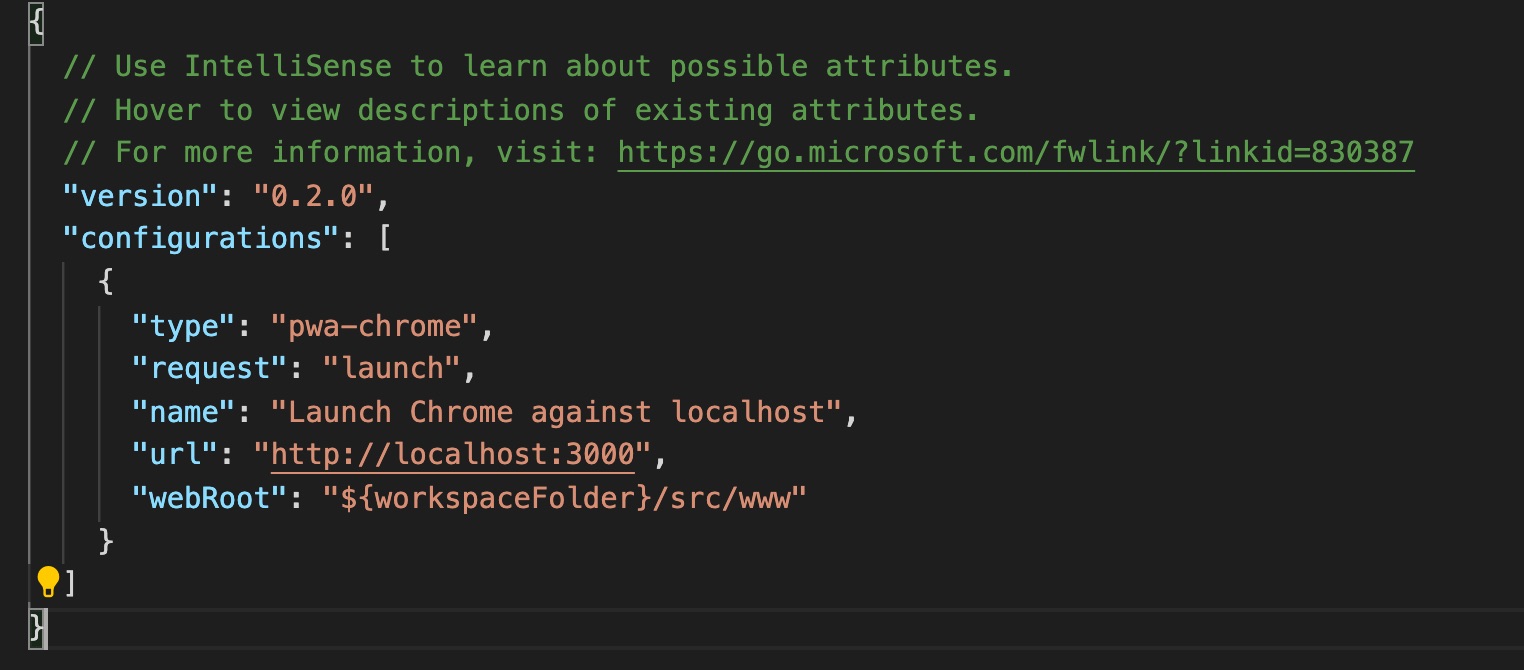 {
// Use IntelliSense to learn about possible attributes.
// Hover to view descriptions of existing attributes.
// For more information, visit: https://go.microsoft.com/fwlink/?linkid=830387
"version": "0.2.0",
"configurations": [
{
"type": "pwa-chrome",
"request": "launch",
"name": "Launch Chrome against localhost",
"url": "http://localhost:3000",
"webRoot": "${workspaceFolder}/src/www"
}
]
}